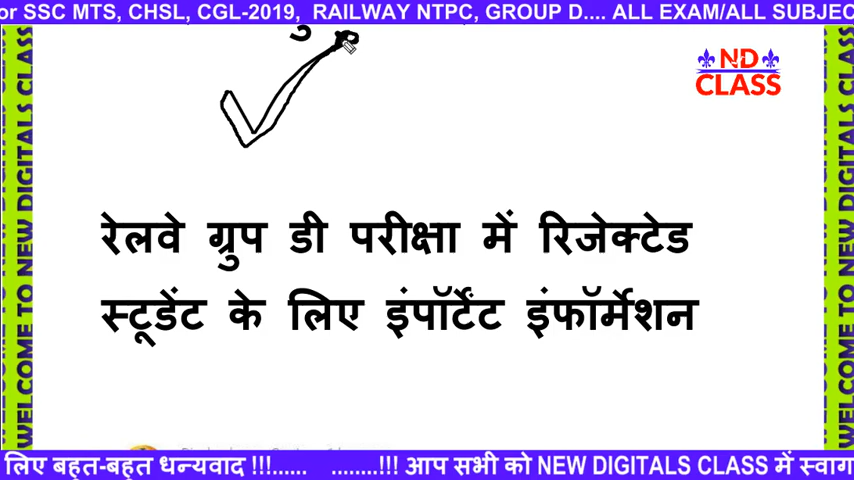 or SSC MTS, CHSL, CGL-2019, RAILWAY NTPC, GROUP D.... ALL EXAM/ALL SUBJEC
ND
CLASS
रेलवे ग्रुप डी परीक्षा में रिजेक्टेड
स्टूडेंट के लिए इंपॉर्टेंट इंफॉर्मेशन
WELCOME TO NEW DIGITALS CLASS
WELCOME TO NEW DIGITALS CLASS
लिए बहुत-बहुत धन्यवाद !!!...... ........!!! आप सभी को NEW DIGITALS CLASS में स्वाग